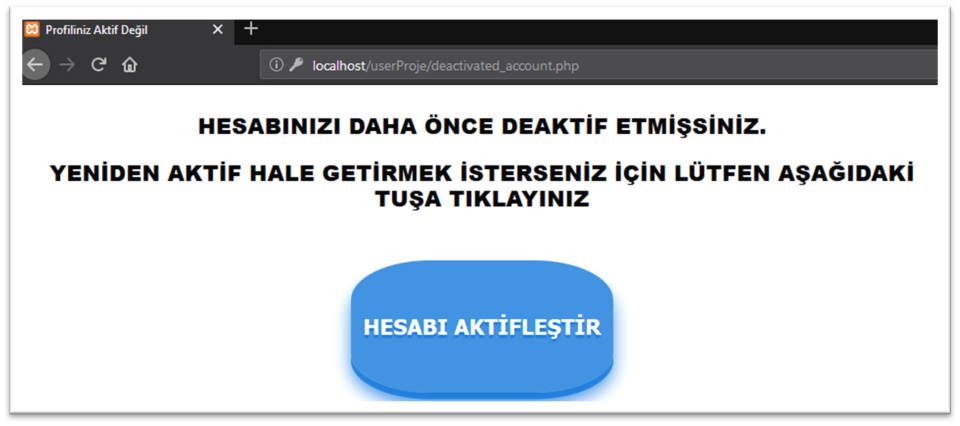 Profiliniz Aktif Değil
localhost/userProje/deactivated_account.php
HESABINIZI DAHA ÖNCE DEAKTİF ETMİŞSİNİZ.
YENİDEN AKTİF HALE GETİRMEK İSTERSENİZ İÇİN LÜTFEN AŞAĞIDAKİ
TUŞA TIKLAYINIZ
HESABI AKTİFLEŞTİR